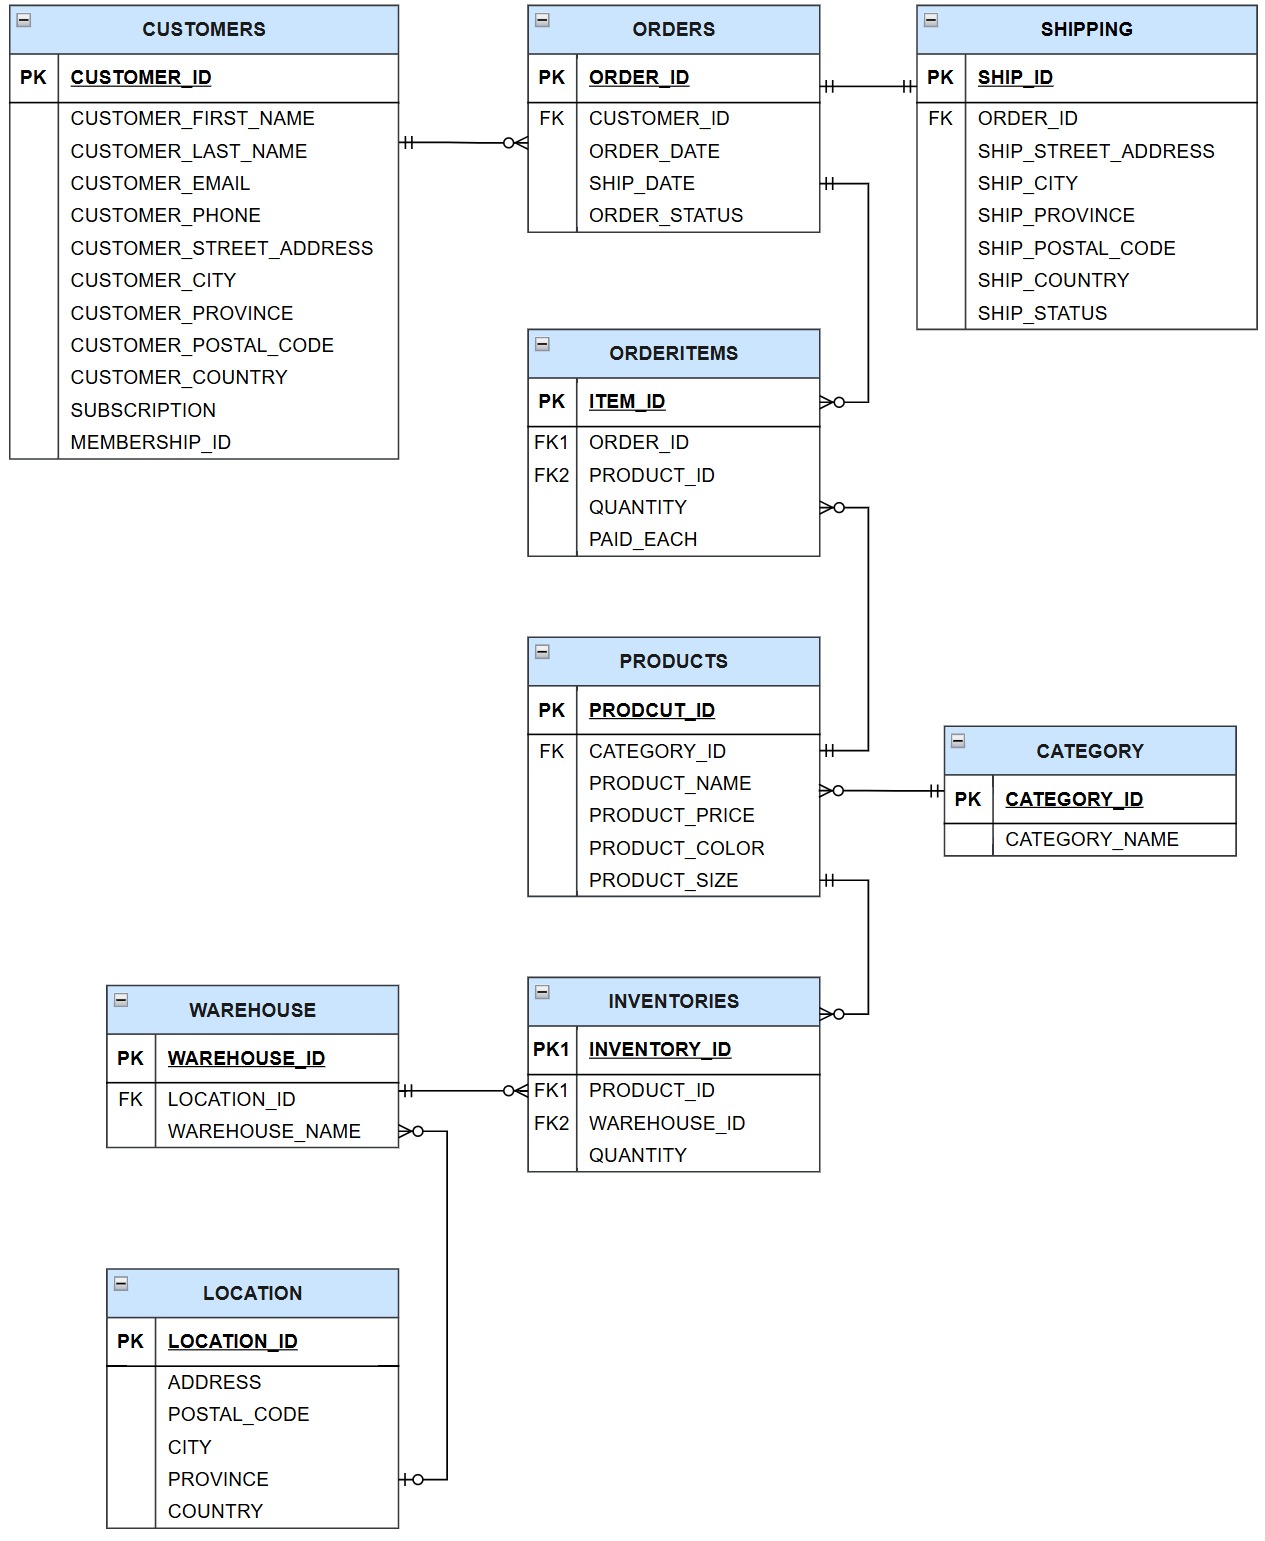 CUSTOMERS
PK CUSTOMER_ID
CUSTOMER_FIRST_NAME
CUSTOMER_LAST_NAME
CUSTOMER_EMAIL
CUSTOMER_PHONE
CUSTOMER_STREET_ADDRESS
CUSTOMER_CITY
CUSTOMER_PROVINCE
CUSTOMER_POSTAL_CODE
CUSTOMER_COUNTRY
SUBSCRIPTION
MEMBERSHIP_ID
ORDERS
PK ORDER_ID
FK CUSTOMER_ID
ORDER_DATE
SHIP_DATE
ORDER_STATUS
SHIPPING
PK SHIP_ID
FK ORDER_ID
SHIP_STREET_ADDRESS
SHIP_CITY
SHIP_PROVINCE
SHIP_POSTAL_CODE
SHIP_COUNTRY
SHIP_STATUS
ORDERITEMS
PK ITEM_ID
FK1 ORDER_ID
FK2 PRODUCT_ID
QUANTITY
PAID_EACH
PRODUCTS
PK PRODCUT_ID
FK CATEGORY_ID
PRODUCT_NAME
PRODUCT_PRICE
PRODUCT_COLOR
PRODUCT_SIZE
CATEGORY
PK CATEGORY_ID
CATEGORY_NAME
WAREHOUSE
PK WAREHOUSE_ID
FK LOCATION_ID
WAREHOUSE_NAME
INVENTORIES
PK1 INVENTORY_ID
FK1 PRODUCT_ID
FK2 WAREHOUSE_ID
QUANTITY
LOCATION
PK LOCATION_ID
ADDRESS
POSTAL_CODE
CITY
PROVINCE
COUNTRY